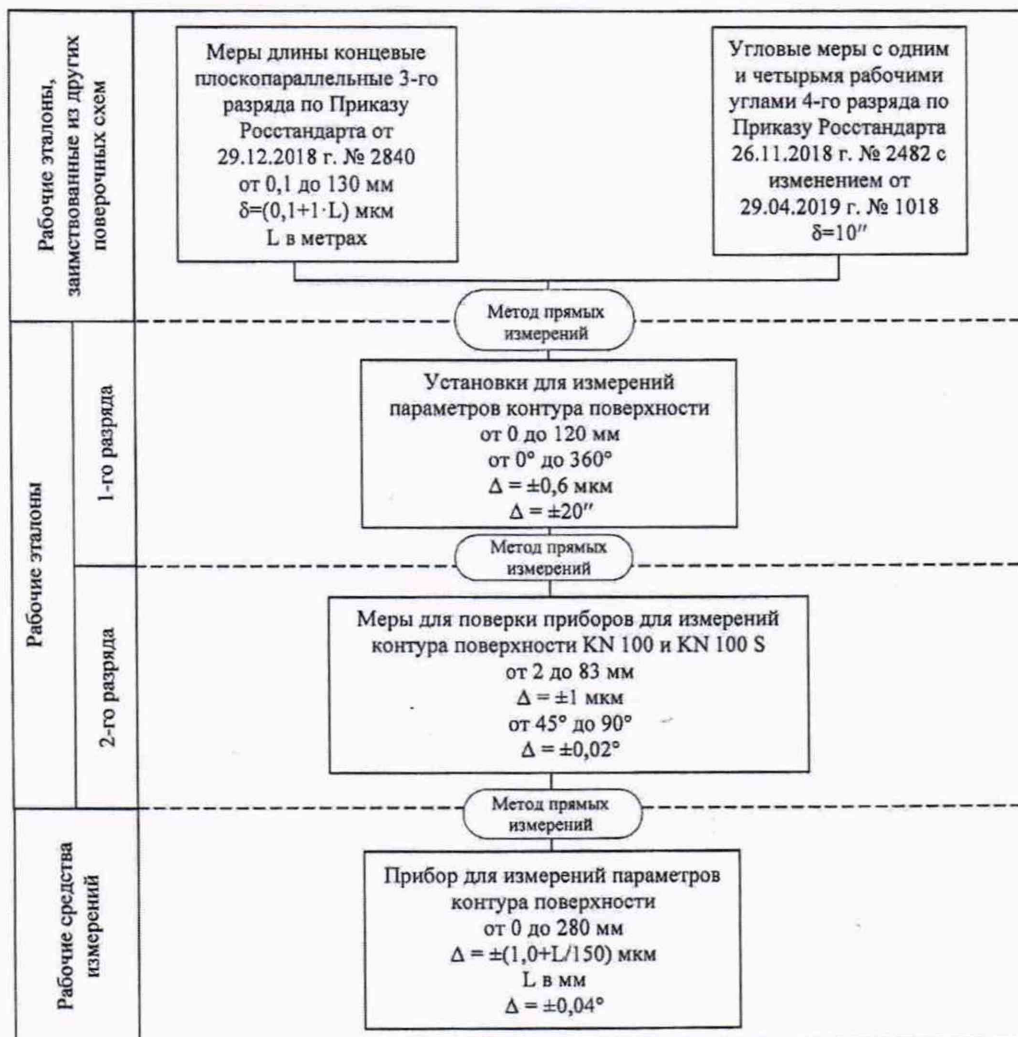 Рабочие эталоны,
заимствованные из других
поверочных схем
Меры длины концевые
плоскопараллельные 3-го
разряда по Приказу
Росстандарта от
29.12.2018 г. № 2840
от 0,1 до 130 мм
δ=(0,1+1·L) мкм
L в метрах
Угловые меры с одним
и четырьмя рабочими
углами 4-го разряда по
Приказу Росстандарта
26.11.2018 г. № 2482 с
изменением от
29.04.2019 г. № 1018
δ=10″
Метод прямых
измерений
Рабочие эталоны
1-го разряда
Установки для измерений
параметров контура поверхности
от 0 до 120 мм
от 0° до 360°
Δ = ±0,6 мкм
Δ = ±20″
Метод прямых
измерений
2-го разряда
Меры для поверки приборов для измерений
контура поверхности KN 100 и KN 100 S
от 2 до 83 мм
Δ = ±1 мкм
от 45° до 90°
Δ = ±0,02°
Метод прямых
измерений
Рабочие средства
измерений
Прибор для измерений параметров
контура поверхности
от 0 до 280 мм
Δ = ±(1,0+L/150) мкм
L в мм
Δ = ±0,04°